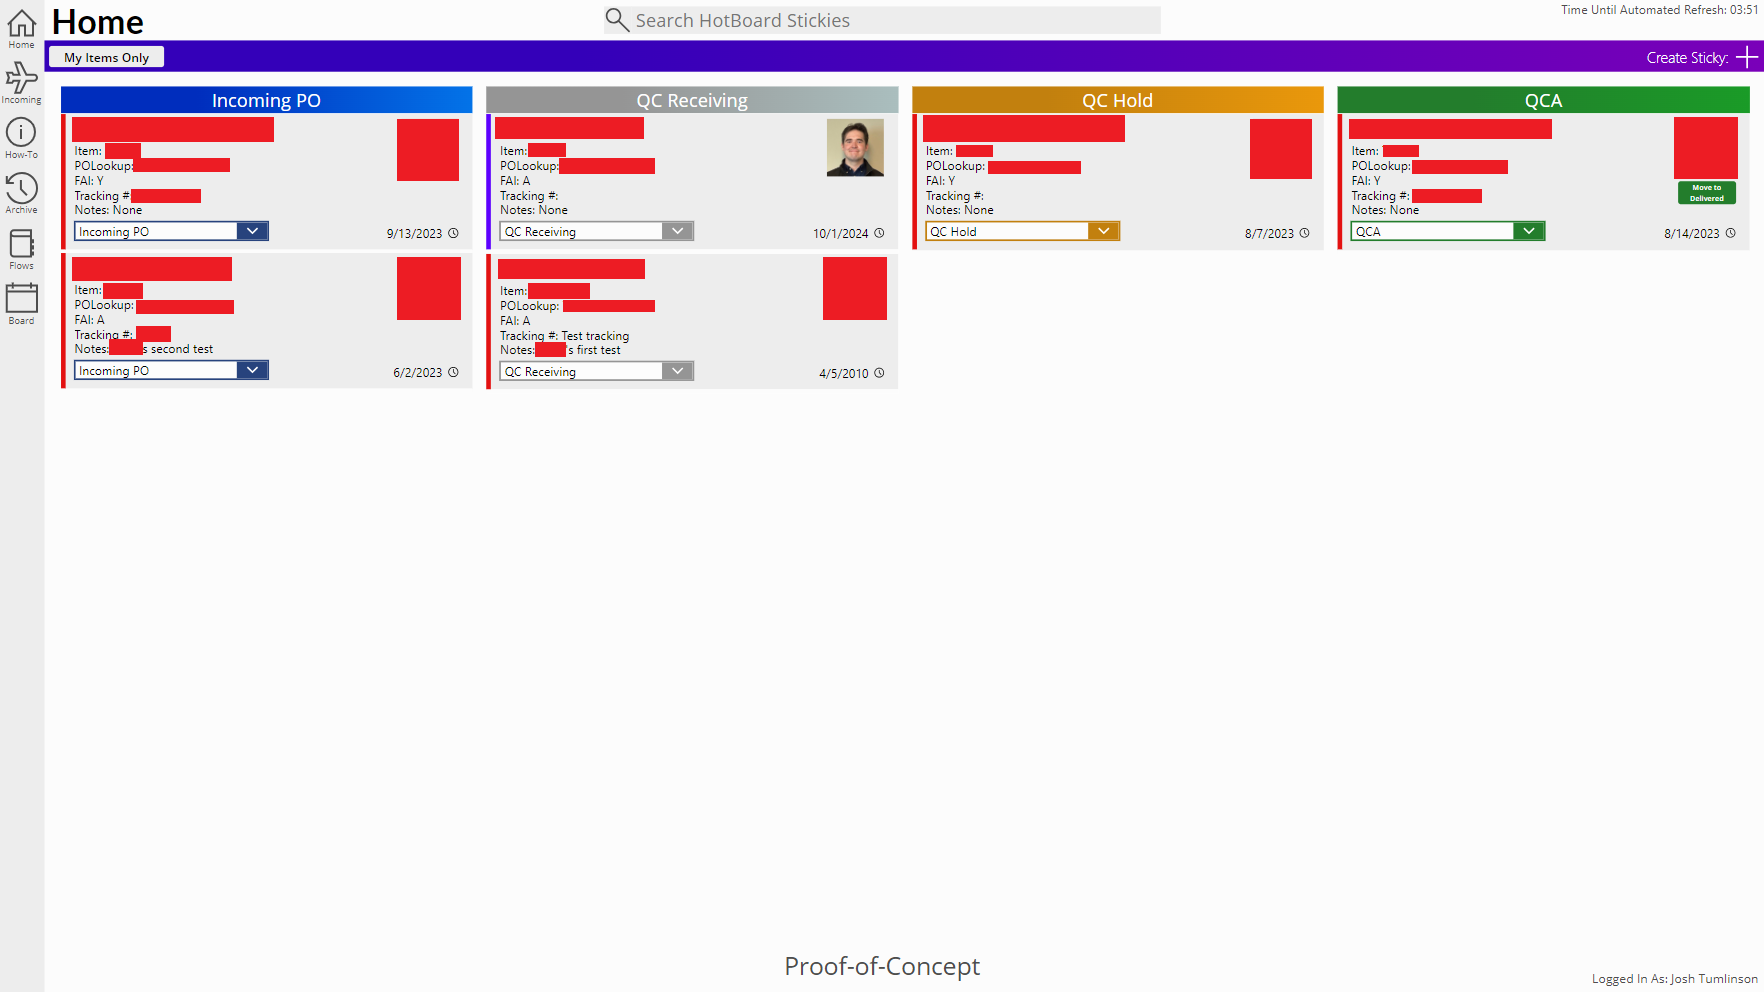 Home
Search HotBoard Stickies
Time Until Automated Refresh: 03:51
Home
My Items Only
Create Sticky:
Incoming
How-To
Archive
Flows
Board
Incoming PO
Item:
POLookup:
FAI: Y
Tracking #
Notes: None
Incoming PO
9/13/2023
Item:
POLookup:
FAI: A
Tracking #:
Notes: s second test
Incoming PO
6/2/2023
QC Receiving
Item:
POLookup:
FAI: A
Tracking #:
Notes: None
QC Receiving
10/1/2024
Item:
POLookup:
FAI: A
Tracking #: Test tracking
Notes: 's first test
QC Receiving
4/5/2010
QC Hold
Item:
POLookup:
FAI: Y
Tracking #:
Notes: None
QC Hold
8/7/2023
QCA
Item:
POLookup:
FAI: Y
Tracking #:
Notes: None
Move to
Delivered
QCA
8/14/2023
Proof-of-Concept
Logged In As: Josh Tumlinson